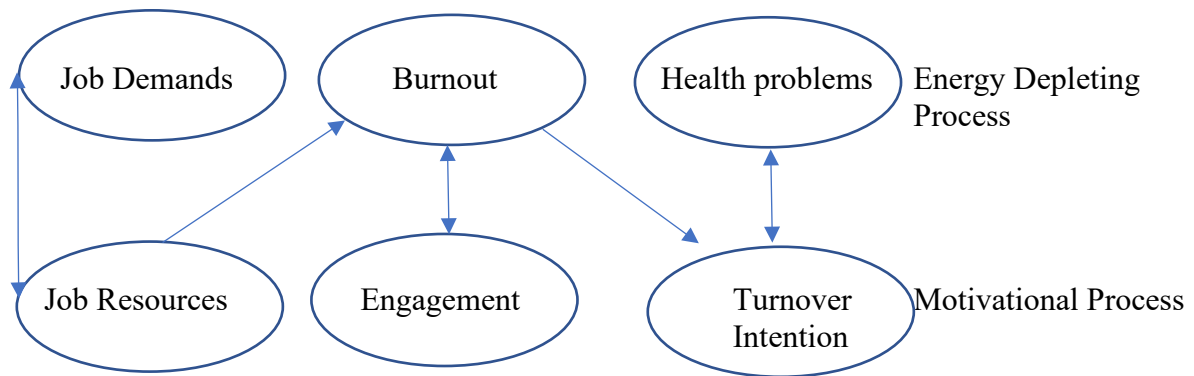 Job Demands
Burnout
Health problems
Energy Depleting
Process
Job Resources
Engagement
Turnover
Intention
Motivational Process